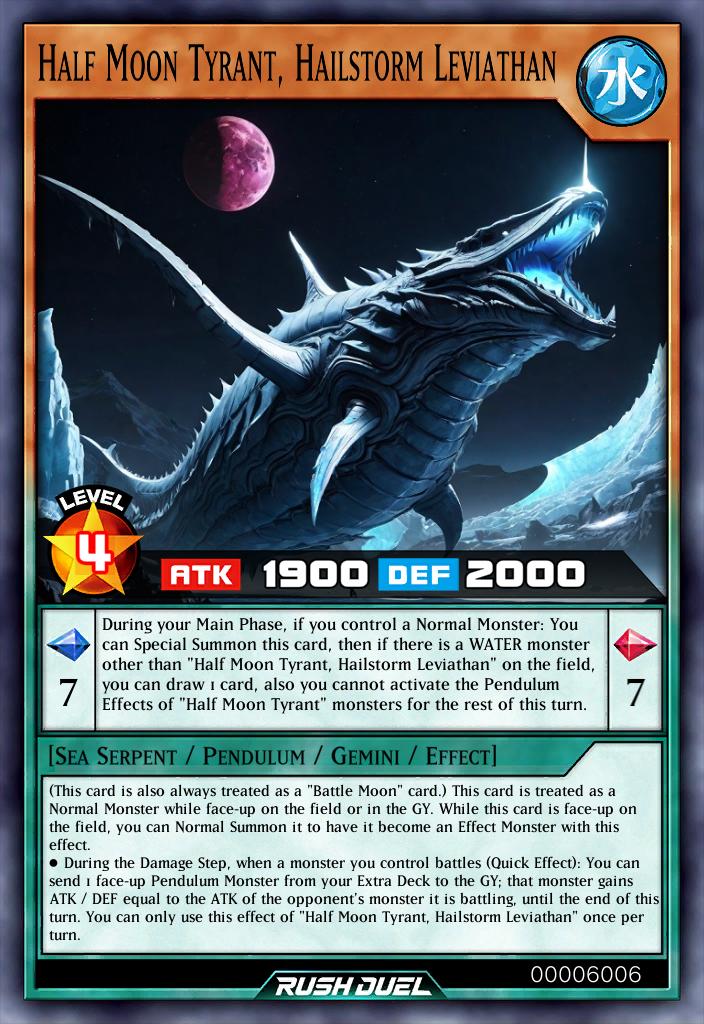 Half Moon Tyrant, Hailstorm Leviathan
水
LEVEL
4
ATK 1900 DEF 2000
7
During your Main Phase, if you control a Normal Monster: You
can Special Summon this card, then if there is a WATER monster
other than "Half Moon Tyrant, Hailstorm Leviathan" on the field,
you can draw 1 card, also you cannot activate the Pendulum
Effects of "Half Moon Tyrant" monsters for the rest of this turn.
7
[Sea Serpent / Pendulum / Gemini / Effect]
(This card is also always treated as a "Battle Moon" card.) This card is treated as a
Normal Monster while face-up on the field or in the GY. While this card is face-up on
the field, you can Normal Summon it to have it become an Effect Monster with this
effect.
● During the Damage Step, when a monster you control battles (Quick Effect): You can
send 1 face-up Pendulum Monster from your Extra Deck to the GY; that monster gains
ATK / DEF equal to the ATK of the opponent's monster it is battling, until the end of this
turn. You can only use this effect of "Half Moon Tyrant, Hailstorm Leviathan" once per
turn.
00006006
RUSH DUEL